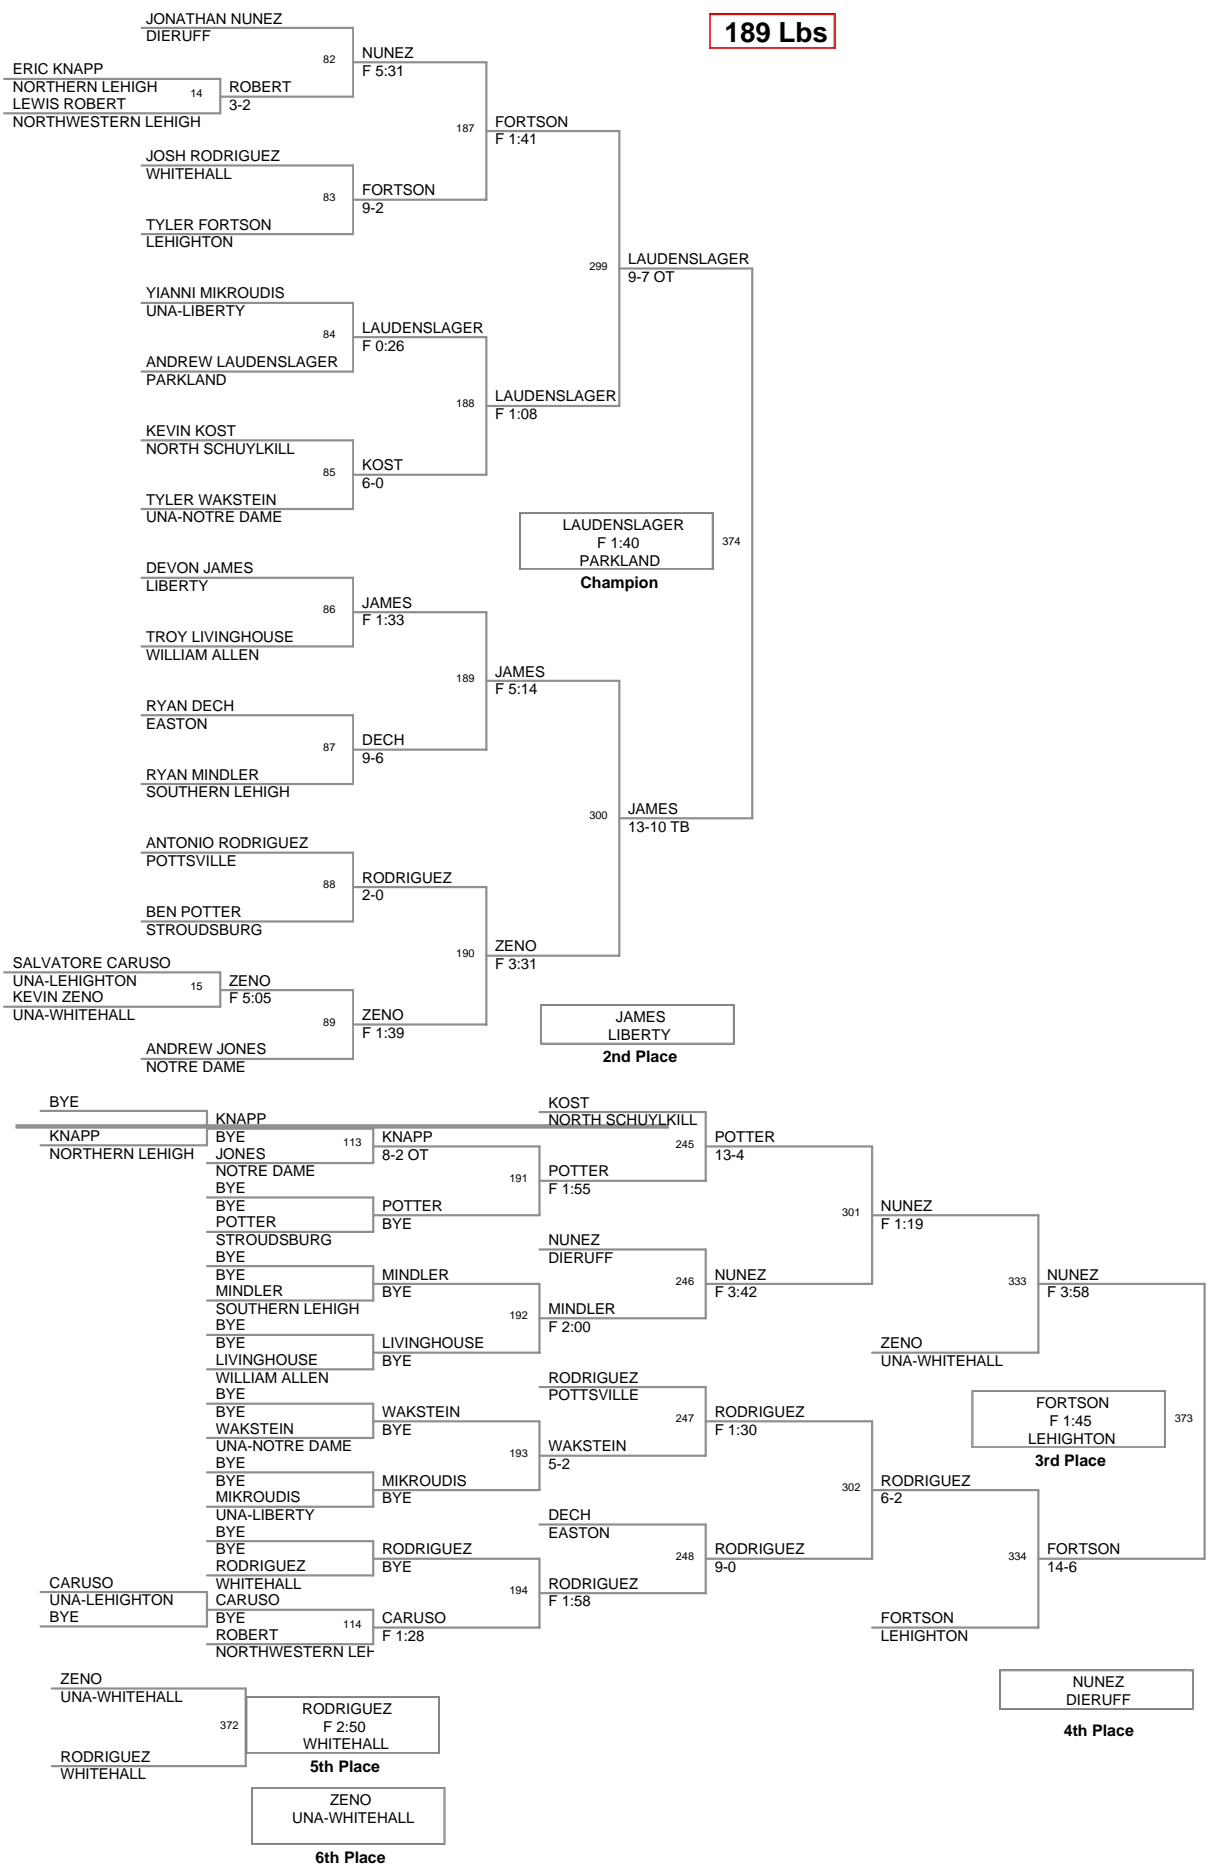 189 Lbs
JONATHAN NUNEZ
DIERUFF
82
NUNEZ
F 5:31
ERIC KNAPP
NORTHERN LEHIGH
14
ROBERT
3-2
LEWIS ROBERT
NORTHWESTERN LEHIGH
187
FORTSON
F 1:41
JOSH RODRIGUEZ
WHITEHALL
83
FORTSON
9-2
TYLER FORTSON
LEHIGHTON
299
LAUDENSLAGER
9-7 OT
YIANNI MIKROUDIS
UNA-LIBERTY
84
LAUDENSLAGER
F 0:26
ANDREW LAUDENSLAGER
PARKLAND
188
LAUDENSLAGER
F 1:08
KEVIN KOST
NORTH SCHUYLKILL
85
KOST
6-0
TYLER WAKSTEIN
UNA-NOTRE DAME
LAUDENSLAGER
F 1:40
PARKLAND
374
Champion
DEVON JAMES
LIBERTY
86
JAMES
F 1:33
TROY LIVINGHOUSE
WILLIAM ALLEN
189
JAMES
F 5:14
RYAN DECH
EASTON
87
DECH
9-6
RYAN MINDLER
SOUTHERN LEHIGH
300
JAMES
13-10 TB
ANTONIO RODRIGUEZ
POTTSVILLE
88
RODRIGUEZ
2-0
BEN POTTER
STROUDSBURG
190
ZENO
F 3:31
SALVATORE CARUSO
UNA-LEHIGHTON
15
ZENO
F 5:05
KEVIN ZENO
UNA-WHITEHALL
89
ZENO
F 1:39
ANDREW JONES
NOTRE DAME
JAMES
LIBERTY
2nd Place
BYE
KNAPP
NORTHERN LEHIGH
KNAPP
BYE
113
KNAPP
8-2 OT
JONES
NOTRE DAME
KOST
NORTH SCHUYLKILL
245
POTTER
13-4
191
POTTER
F 1:55
BYE
BYE
POTTER
BYE
POTTER
STROUDSBURG
301
NUNEZ
F 1:19
NUNEZ
DIERUFF
246
NUNEZ
F 3:42
BYE
BYE
MINDLER
BYE
MINDLER
SOUTHERN LEHIGH
192
MINDLER
F 2:00
333
NUNEZ
F 3:58
BYE
BYE
LIVINGHOUSE
BYE
LIVINGHOUSE
WILLIAM ALLEN
ZENO
UNA-WHITEHALL
RODRIGUEZ
POTTSVILLE
247
RODRIGUEZ
F 1:30
BYE
BYE
WAKSTEIN
BYE
WAKSTEIN
UNA-NOTRE DAME
193
WAKSTEIN
5-2
FORTSON
F 1:45
LEHIGHTON
373
3rd Place
BYE
BYE
MIKROUDIS
BYE
MIKROUDIS
UNA-LIBERTY
302
RODRIGUEZ
6-2
DECH
EASTON
248
RODRIGUEZ
9-0
BYE
BYE
RODRIGUEZ
BYE
RODRIGUEZ
WHITEHALL
194
RODRIGUEZ
F 1:58
334
FORTSON
14-6
CARUSO
UNA-LEHIGHTON
BYE
CARUSO
BYE
114
CARUSO
F 1:28
ROBERT
NORTHWESTERN LEH
FORTSON
LEHIGHTON
ZENO
UNA-WHITEHALL
372
RODRIGUEZ
F 2:50
WHITEHALL
RODRIGUEZ
WHITEHALL
5th Place
NUNEZ
DIERUFF
4th Place
ZENO
UNA-WHITEHALL
6th Place